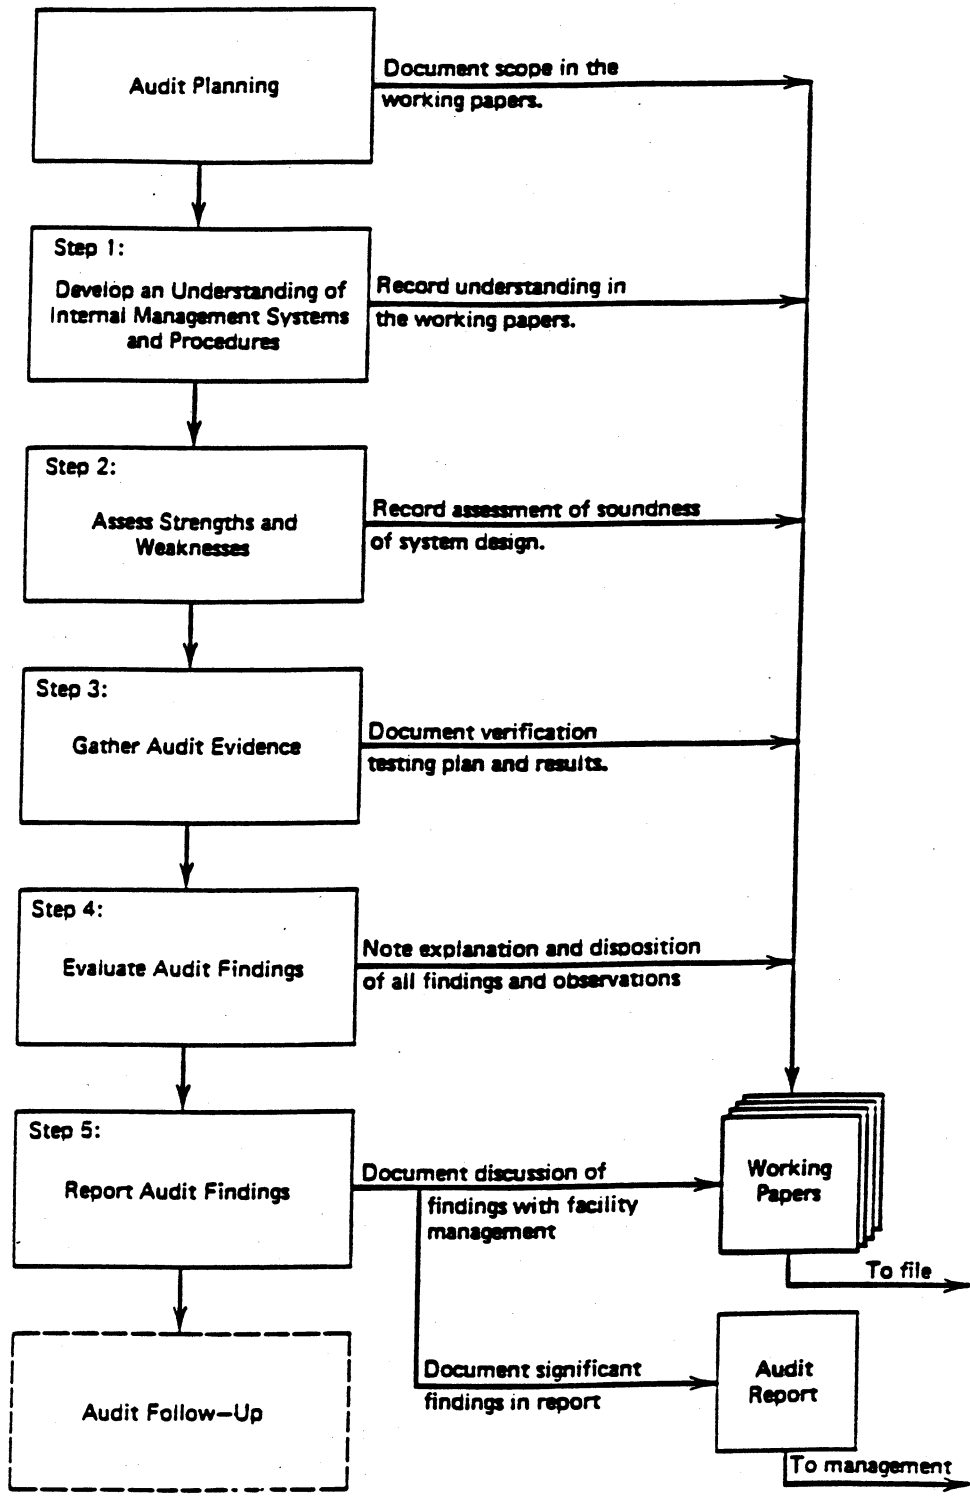 Audit Planning
Document scope in the
working papers.
Step 1:
Develop an Understanding of
Internal Management Systems
and Procedures
Record understanding in
the working papers.
Step 2:
Assess Strengths and
Weaknesses
Record assessment of soundness
of system design.
Step 3:
Gather Audit Evidence
Document verification
testing plan and results.
Step 4:
Evaluate Audit Findings
Note explanation and disposition
of all findings and observations
Step 5:
Report Audit Findings
Document discussion of
findings with facility
management
Working
Papers
To file
Document significant
findings in report
Audit
Report
To management
Audit Follow—Up